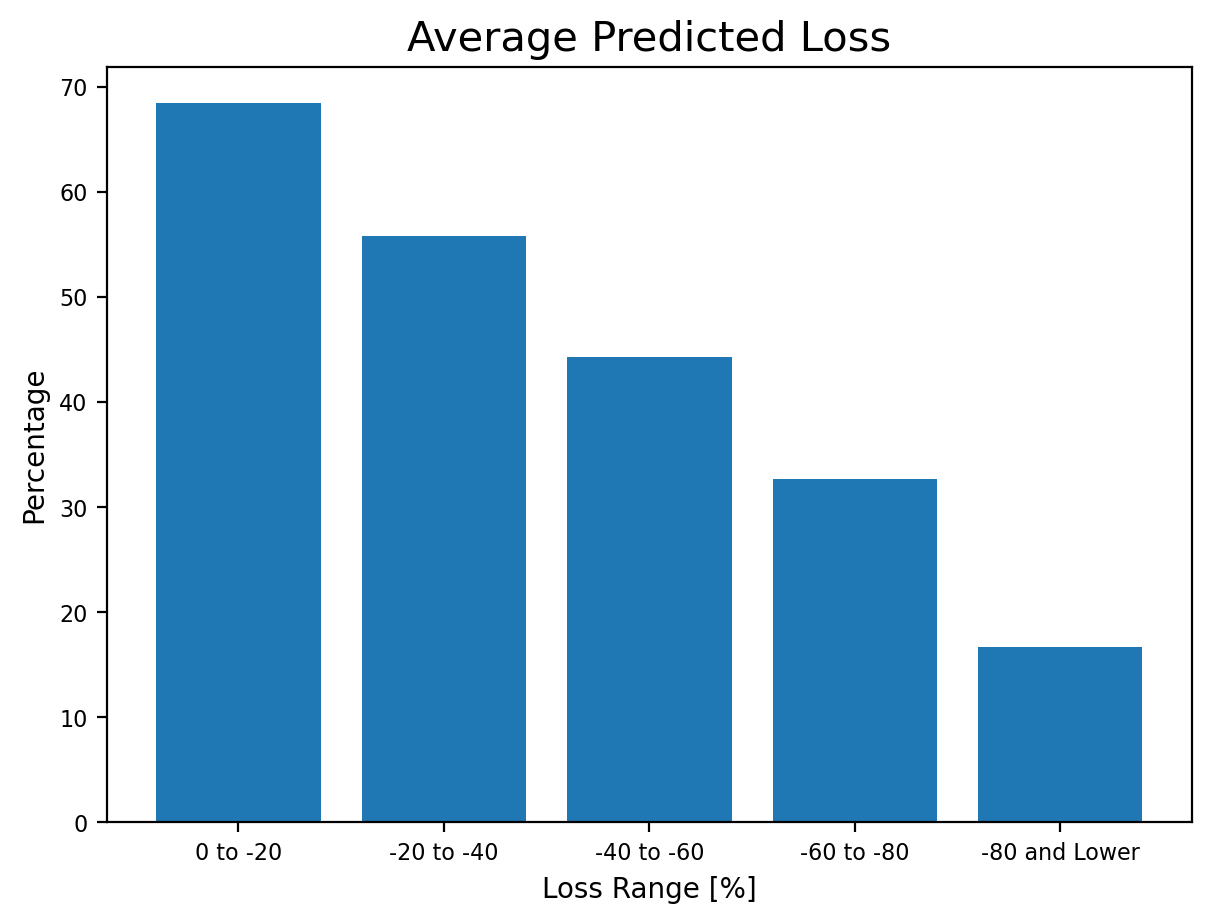 Average Predicted Loss
Percentage
70
60
50
40
30
20
10
0
0 to -20
-20 to -40
-40 to -60
-60 to -80
-80 and Lower
Loss Range [%]